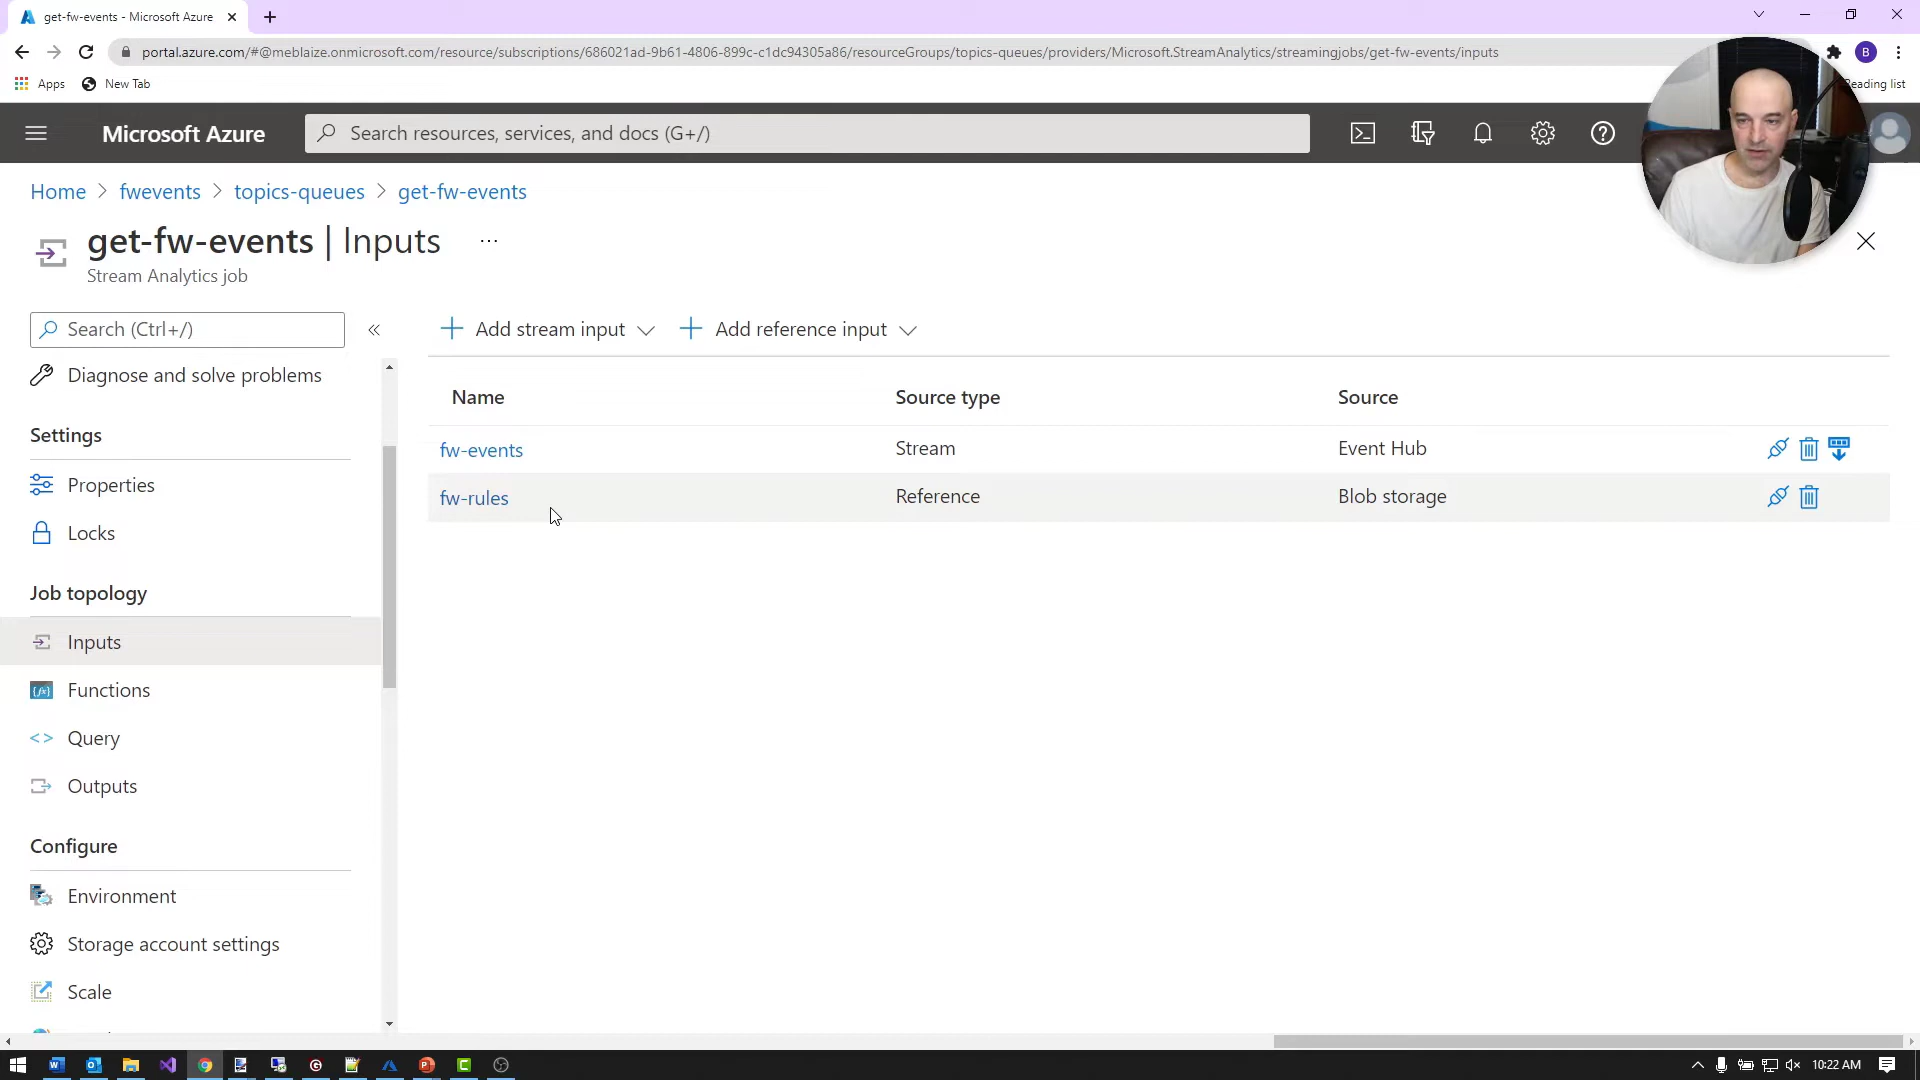 get-fw-events - Microsoft Azure
portal.azure.com/#@meblaize.onmicrosoft.com/resource/subscriptions/686021ad-9b61-4806-899c-c1dc94305a86/resourceGroups/topics-queues/providers/Microsoft.StreamAnalytics/streamingjobs/get-fw-events/inputs
B
Apps
New Tab
Reading list
Microsoft Azure
Search resources, services, and docs (G+/)
Home > fwevents > topics-queues > get-fw-events
get-fw-events | Inputs ...
Stream Analytics job
Search (Ctrl+/)
Add stream input
Add reference input
Diagnose and solve problems
Settings
Properties
Locks
Job topology
Inputs
Functions
Query
Outputs
Configure
Environment
Storage account settings
Scale
Name Source type Source
fw-events Stream Event Hub
fw-rules Reference Blob storage
10:22 AM